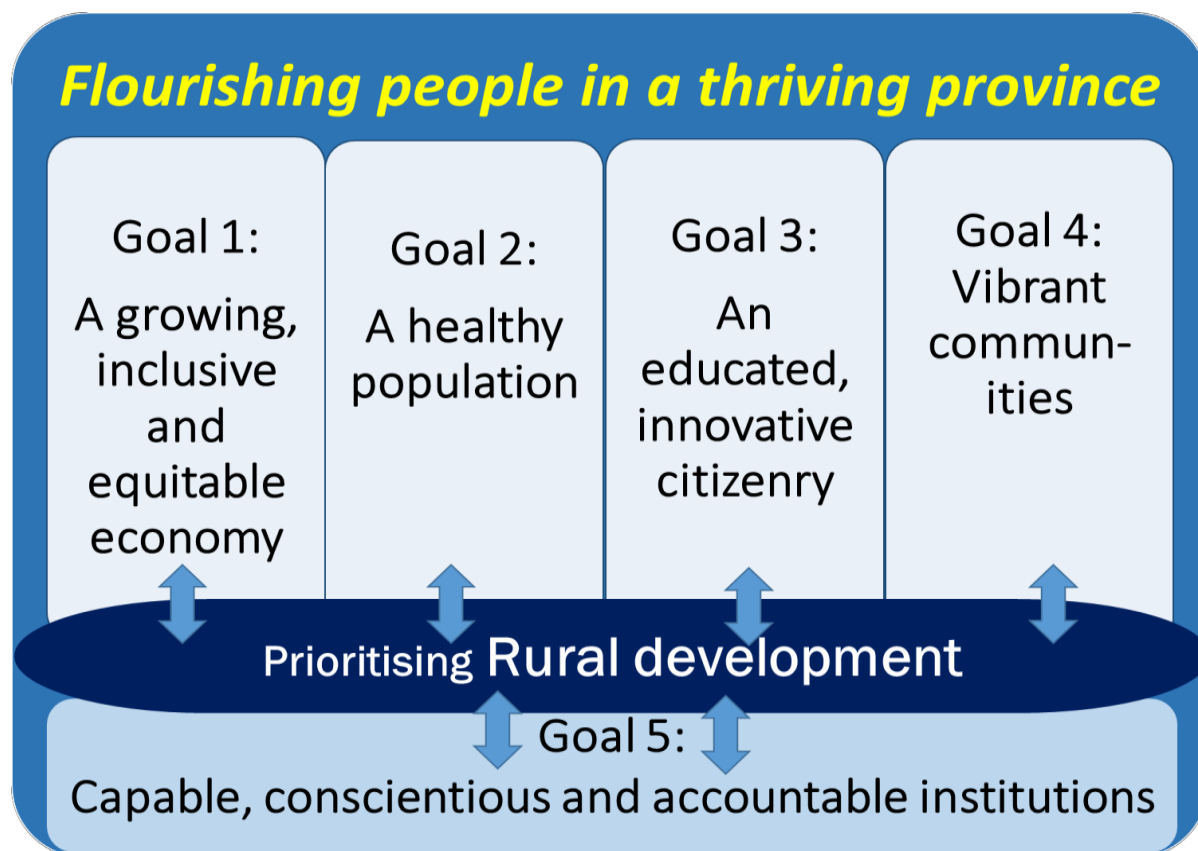 Flourishing people in a thriving province
Goal 1:
A growing,
inclusive
and
equitable
economy
Goal 2:
A healthy
population
Goal 3:
An
educated,
innovative
citizenry
Goal 4:
Vibrant
commun-
ities
Prioritising Rural development
Goal 5:
Capable, conscientious and accountable institutions